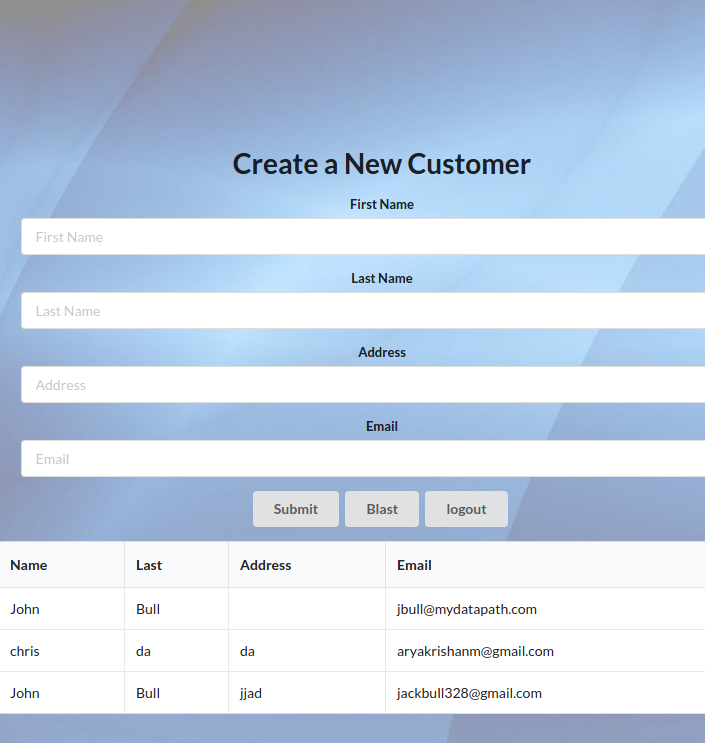 Create a New Customer
First Name
First Name
Last Name
Last Name
Address
Address
Email
Email
Submit Blast logout
Name Last Address Email
John Bull jbull@mydatapath.com
chris da da aryakrishanm@gmail.com
John Bull jjad jackbull328@gmail.com